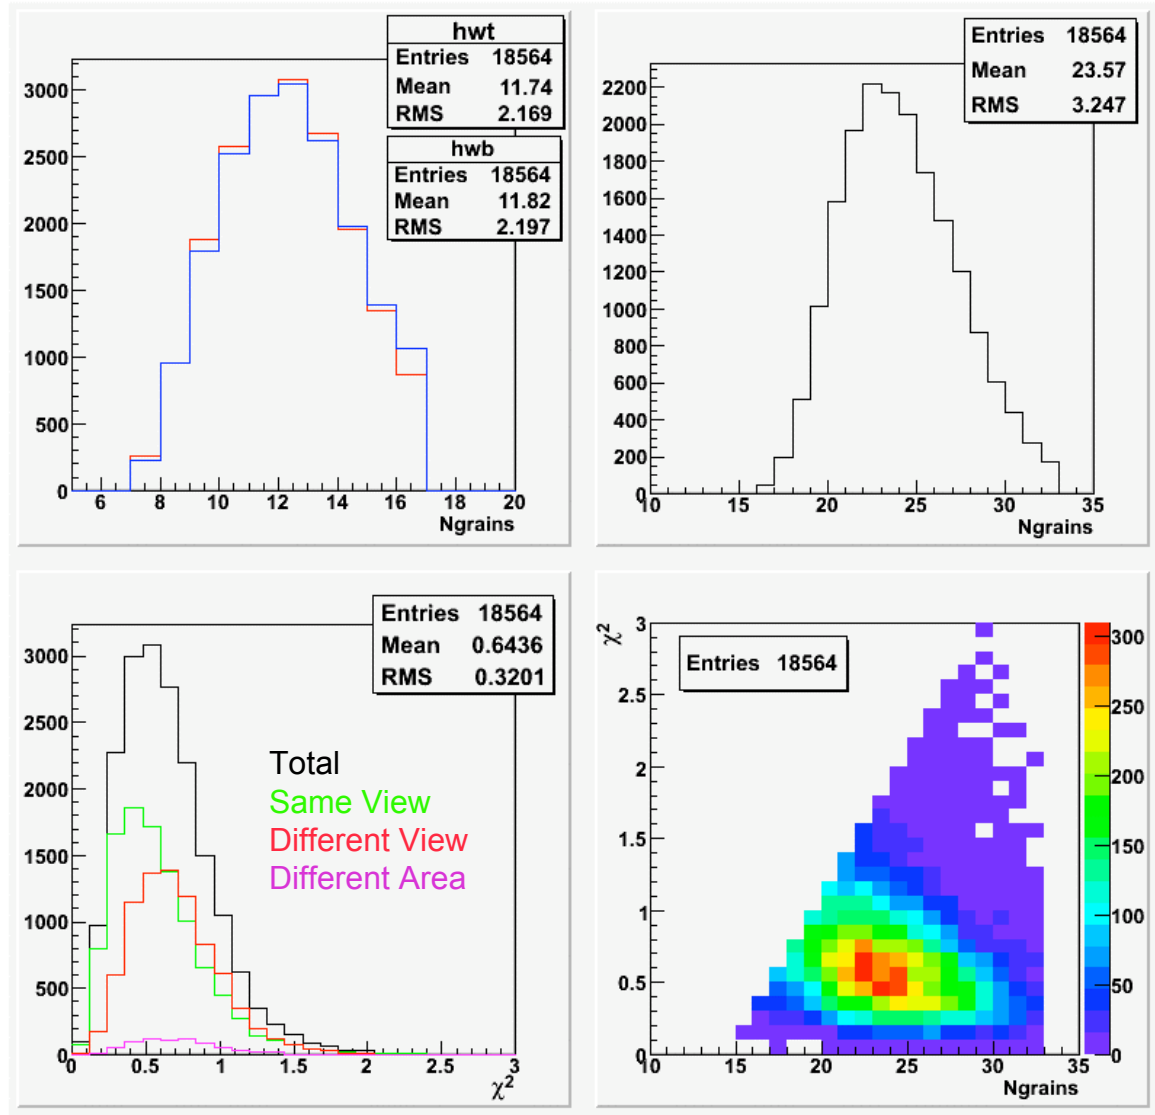 hwt
Entries 18564
Mean 11.74
RMS 2.169
hwb
Entries 18564
Mean 11.82
RMS 2.197
3000
2500
2000
1500
1000
500
0
6 8 10 12 14 16 18 20
Ngrains
Entries 18564
Mean 23.57
RMS 3.247
2200
2000
1800
1600
1400
1200
1000
800
600
400
200
0
10 15 20 25 30 35
Ngrains
Entries 18564
Mean 0.6436
RMS 0.3201
3000
2500
2000
1500
1000
500
0
Total
Same View
Different View
Different Area
0 0.5 1 1.5 2 2.5 3
χ²
χ²
Entries 18564
3
2.5
2
1.5
1
0.5
0
10 15 20 25 30 35
Ngrains
300
250
200
150
100
50
0